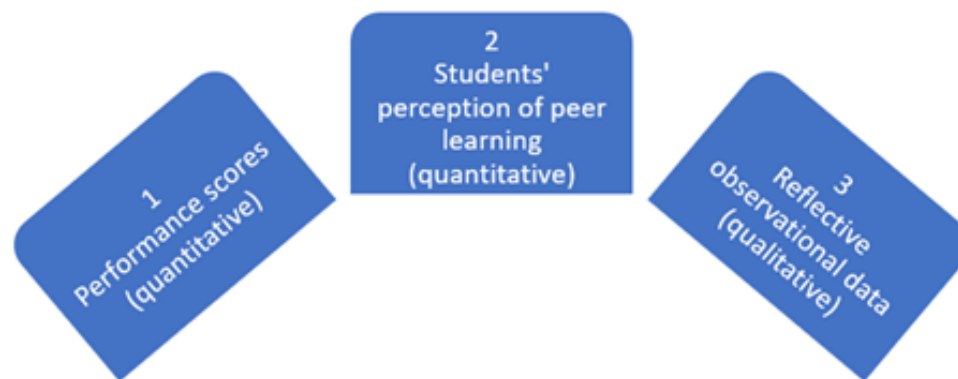 1
Performance scores
(quantitative)
2
Students'
perception of peer
learning
(quantitative)
3
Reflective
observational data
(qualitative)